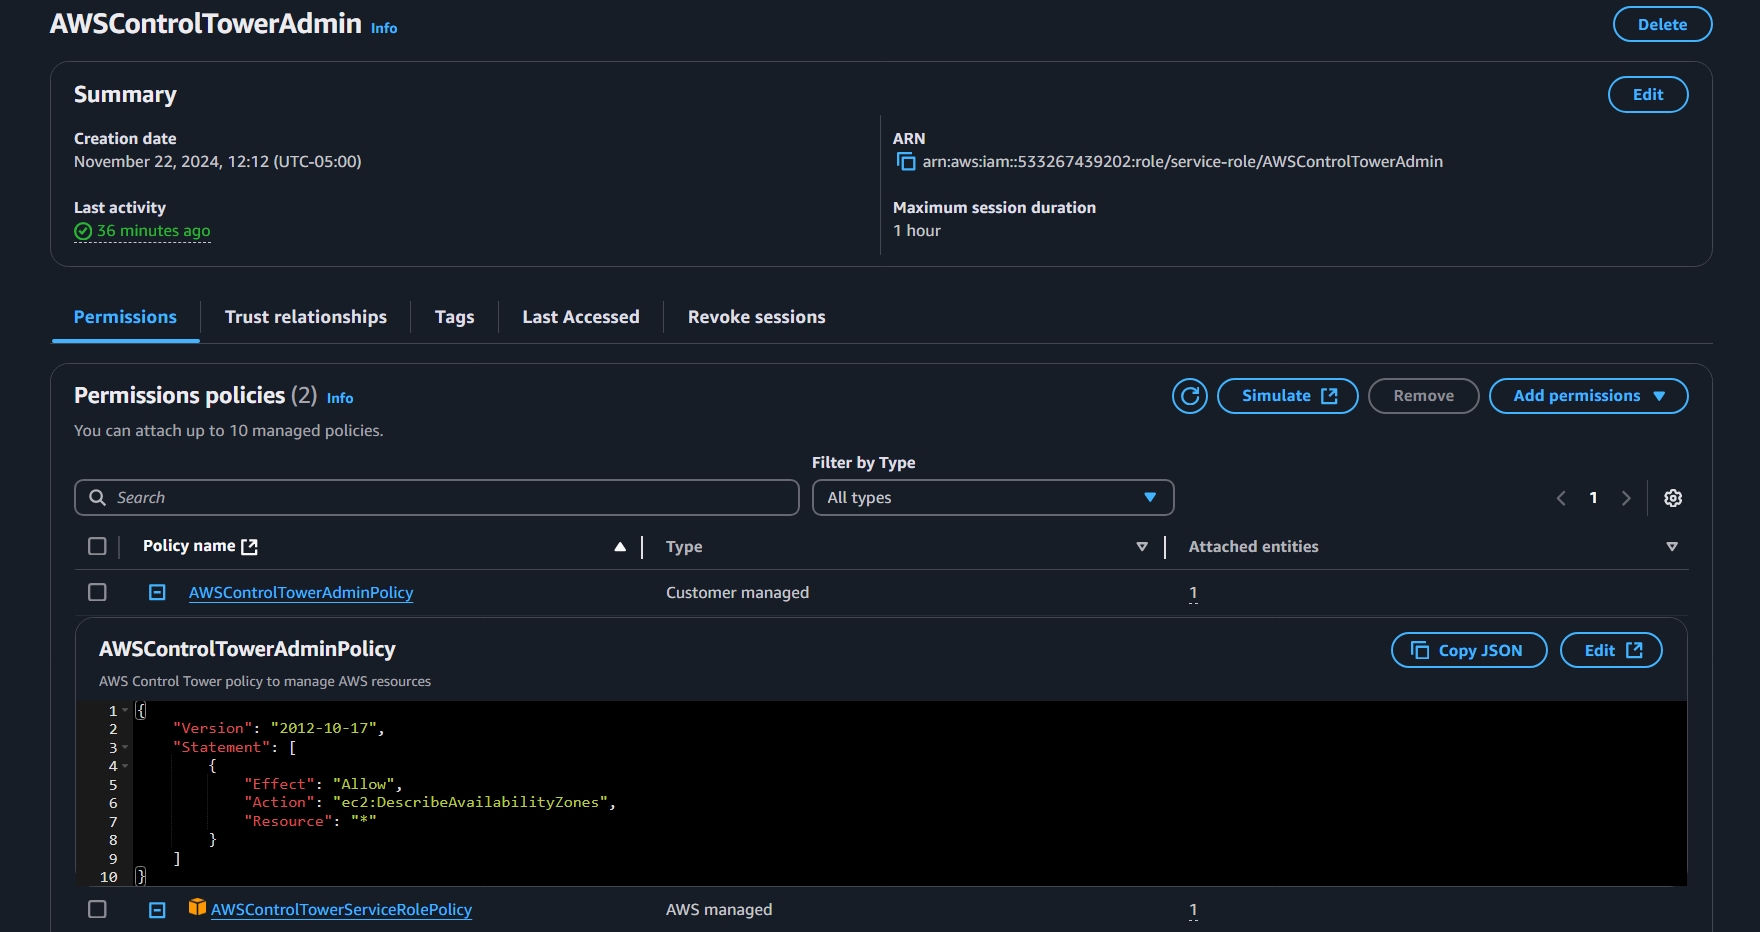 AWSControlTowerAdmin Info
Delete
Summary
Edit
Creation date
November 22, 2024, 12:12 (UTC-05:00)
ARN
arn:aws:iam::533267439202:role/service-role/AWSControlTowerAdmin
Last activity
36 minutes ago
Maximum session duration
1 hour
Permissions Trust relationships Tags Last Accessed Revoke sessions
Permissions policies (2) Info
Simulate Remove Add permissions
You can attach up to 10 managed policies.
Filter by Type
Search
All types
1
Policy name Type Attached entities
AWSControlTowerAdminPolicy Customer managed 1
AWSControlTowerAdminPolicy
Copy JSON Edit
AWS Control Tower policy to manage AWS resources
1 {
2 "Version": "2012-10-17",
3 "Statement": [
4 {
5 "Effect": "Allow",
6 "Action": "ec2:DescribeAvailabilityZones",
7 "Resource": "*"
8 }
9 ]
10 }
AWSControlTowerServiceRolePolicy AWS managed 1